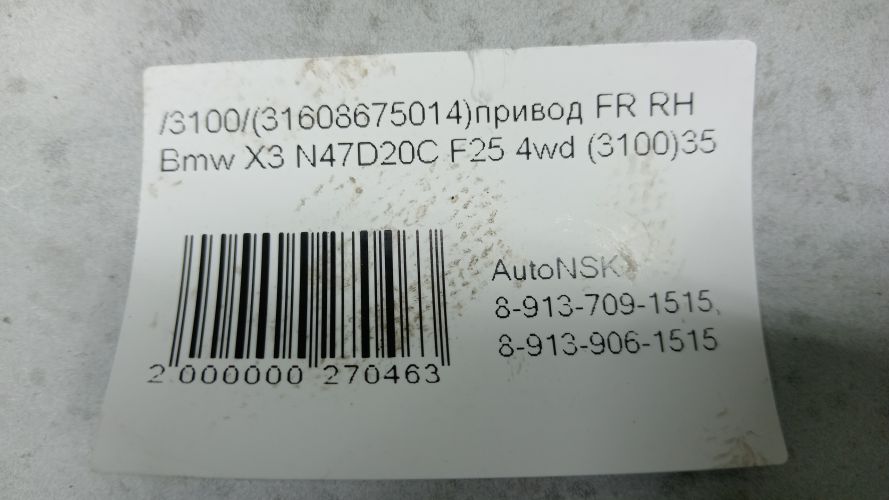 /3100/(31608675014)привод FR RH
Bmw X3 N47D20C F25 4wd (3100)35
AutoNSK
8-913-709-1515,
8-913-906-1515
2 000000 270463